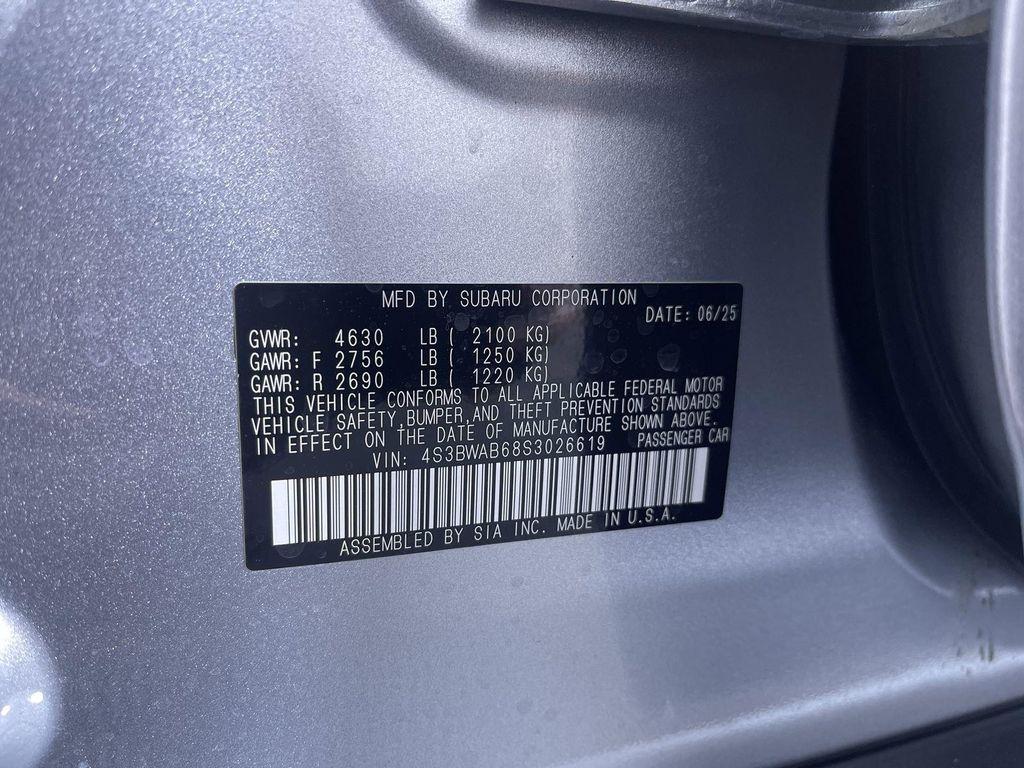 MFD BY SUBARU CORPORATION
DATE: 06/25
GVWR: 4630 LB ( 2100 KG)
GAWR: F 2756 LB ( 1250 KG)
GAWR: R 2690 LB ( 1220 KG)
THIS VEHICLE CONFORMS TO ALL APPLICABLE FEDERAL MOTOR
VEHICLE SAFETY, BUMPER, AND THEFT PREVENTION STANDARDS
IN EFFECT ON THE DATE OF MANUFACTURE SHOWN ABOVE.
VIN: 4S3BWAB68S3026619 PASSENGER CAR
ASSEMBLED BY SIA INC. MADE IN U.S.A.